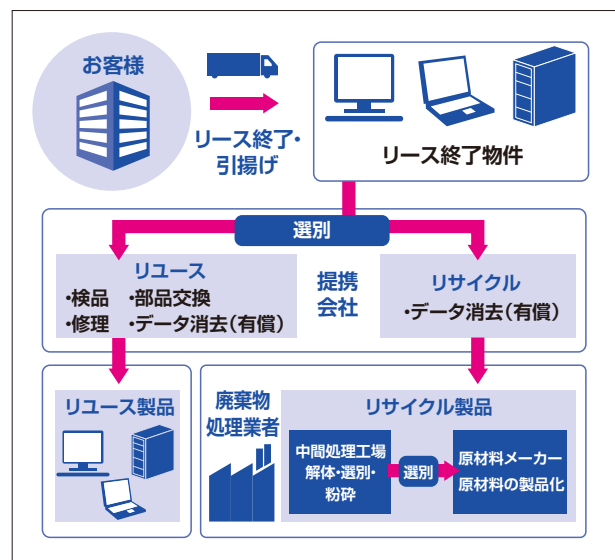 お客様
リース終了・
引揚げ
リース終了物件
選別
リユース
・検品 ・部品交換
・修理 ・データ消去(有償)
提携
会社
リサイクル
・データ消去(有償)
リユース製品
廃棄物
処理業者
リサイクル製品
中間処理工場
解体・選別・
粉砕
選別
原材料メーカー
原材料の製品化